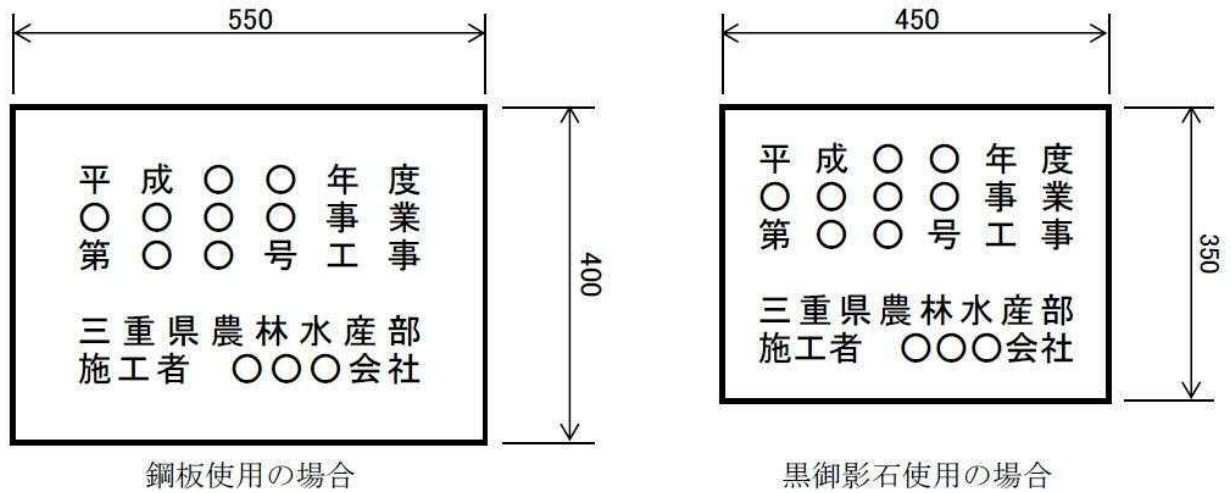 550
平成〇〇年度
〇〇〇〇事業
第〇〇号工事
三重県農林水産部
施工者　〇〇〇会社
400
鋼板使用の場合
450
平成〇〇年度
〇〇〇〇事業
第〇〇号工事
三重県農林水産部
施工者　〇〇〇会社
350
黒御影石使用の場合